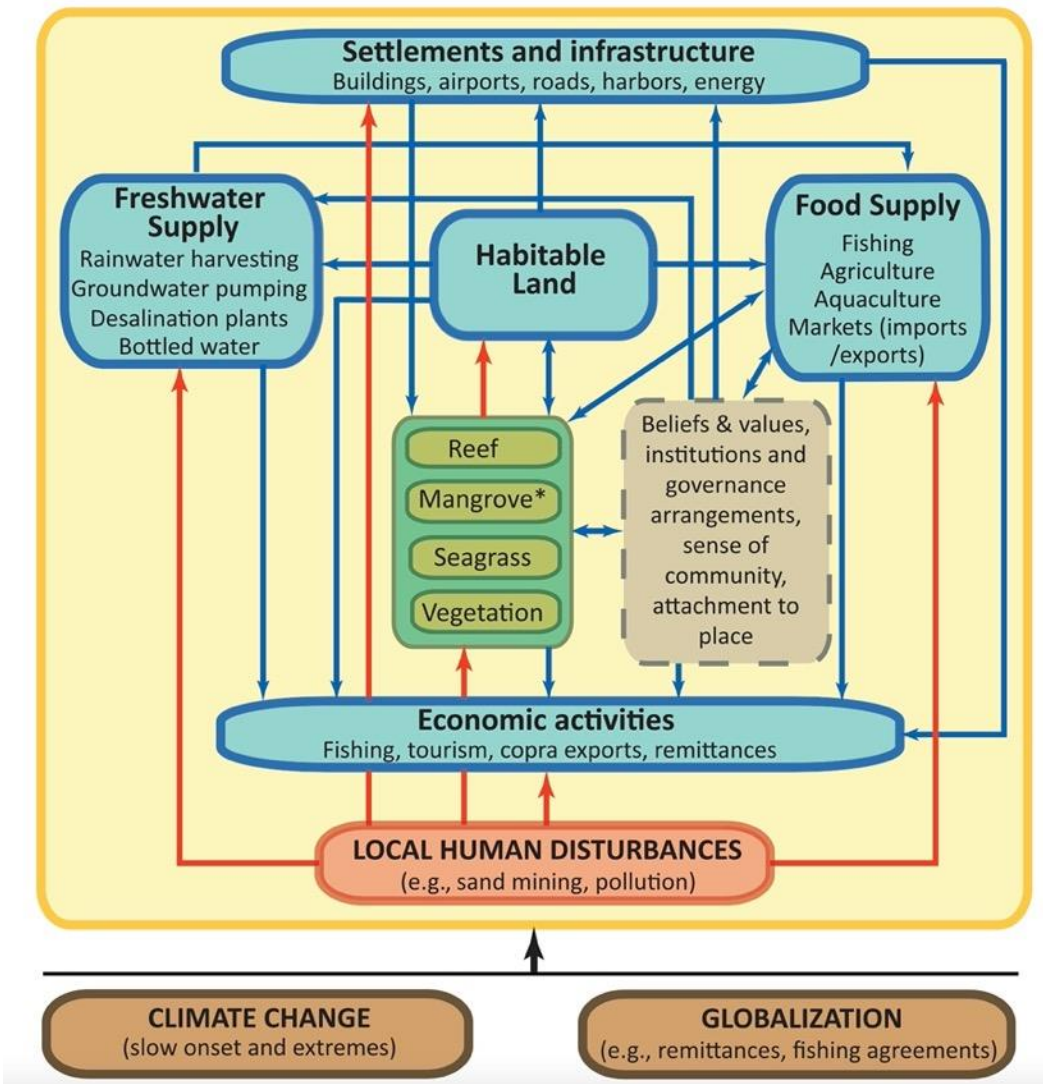 Settlements and infrastructure
Buildings, airports, roads, harbors, energy
Freshwater
Supply
Rainwater harvesting
Groundwater pumping
Desalination plants
Bottled water
Habitable
Land
Food Supply
Fishing
Agriculture
Aquaculture
Markets (imports
/exports)
Reef
Mangrove*
Seagrass
Vegetation
Beliefs & values,
institutions and
governance
arrangements,
sense of
community,
attachment to
place
Economic activities
Fishing, tourism, copra exports, remittances
LOCAL HUMAN DISTURBANCES
(e.g., sand mining, pollution)
CLIMATE CHANGE
(slow onset and extremes)
GLOBALIZATION
(e.g., remittances, fishing agreements)